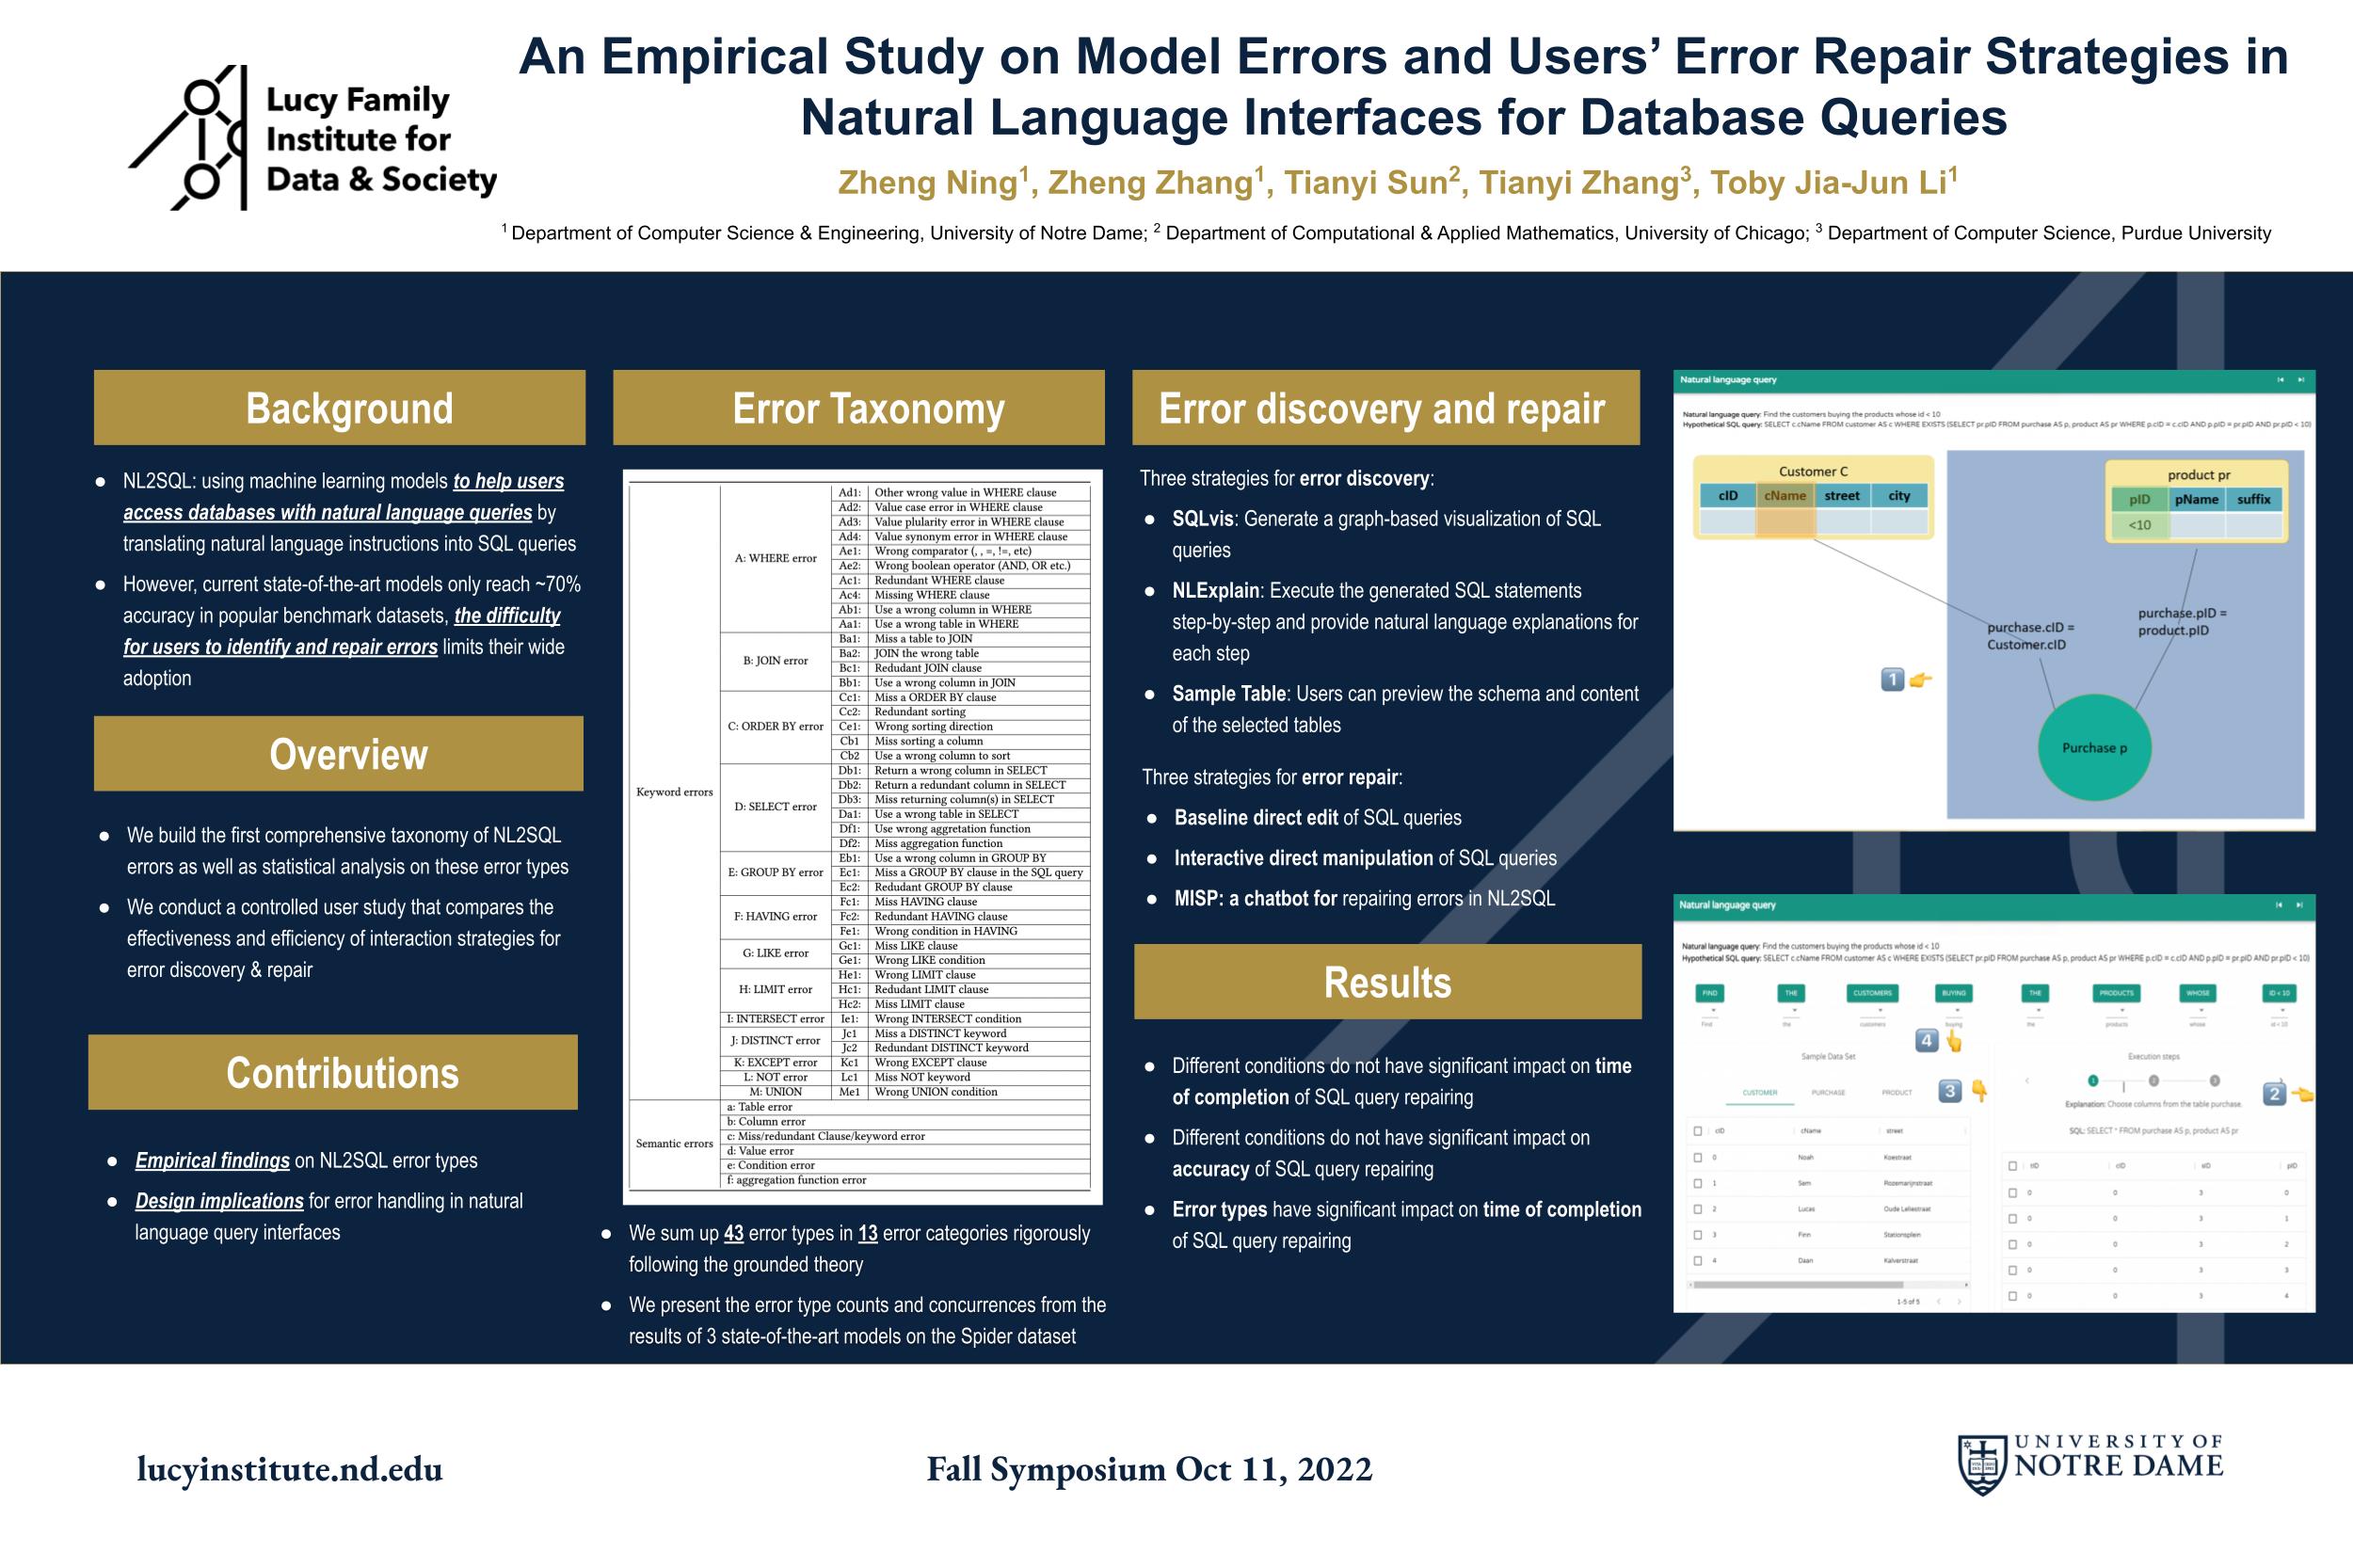 Lucy Family
Institute for
Data & Society
An Empirical Study on Model Errors and Users’ Error Repair Strategies in
Natural Language Interfaces for Database Queries
Zheng Ning1, Zheng Zhang1, Tianyi Sun2, Tianyi Zhang3, Toby Jia-Jun Li1
1 Department of Computer Science & Engineering, University of Notre Dame; 2 Department of Computational & Applied Mathematics, University of Chicago; 3 Department of Computer Science, Purdue University
Background
● NL2SQL: using machine learning models to help users
access databases with natural language queries by
translating natural language instructions into SQL queries
● However, current state-of-the-art models only reach ~70%
accuracy in popular benchmark datasets, the difficulty
for users to identify and repair errors limits their wide
adoption
Overview
● We build the first comprehensive taxonomy of NL2SQL
errors as well as statistical analysis on these error types
● We conduct a controlled user study that compares the
effectiveness and efficiency of interaction strategies for
error discovery & repair
Contributions
● Empirical findings on NL2SQL error types
● Design implications for error handling in natural
language query interfaces
Error Taxonomy
Keyword errors
A: WHERE error
Ad1: Other wrong value in WHERE clause
Ad2: Value case error in WHERE clause
Ad3: Value plularity error in WHERE clause
Ad4: Value synonym error in WHERE clause
Ae1: Wrong comparator (, , =, !=, etc)
Ae2: Wrong boolean operator (AND, OR etc.)
Ac1: Redundant WHERE clause
Ac4: Missing WHERE clause
Ab1: Use a wrong column in WHERE
Aa1: Use a wrong table in WHERE
B: JOIN error
Ba1: Miss a table to JOIN
Ba2: JOIN the wrong table
Bc1: Redudant JOIN clause
Bb1: Use a wrong column in JOIN
C: ORDER BY error
Cc1: Miss a ORDER BY clause
Cc2: Redundant sorting
Ce1: Wrong sorting direction
Cb1 Miss sorting a column
Cb2 Use a wrong column to sort
D: SELECT error
Db1: Return a wrong column in SELECT
Db2: Return a redundant column in SELECT
Db3: Miss returning column(s) in SELECT
Da1: Use a wrong table in SELECT
Df1: Use wrong aggretation function
Df2: Miss aggregation function
E: GROUP BY error
Eb1: Use a wrong column in GROUP BY
Ec1: Miss a GROUP BY clause in the SQL query
Ec2: Redudant GROUP BY clause
F: HAVING error
Fc1: Miss HAVING clause
Fc2: Redundant HAVING clause
Fe1: Wrong condition in HAVING
G: LIKE error
Gc1: Miss LIKE clause
Ge1: Wrong LIKE condition
H: LIMIT error
He1: Wrong LIMIT clause
Hc1: Redudant LIMIT clause
Hc2: Miss LIMIT clause
I: INTERSECT error Ie1: Wrong INTERSECT condition
J: DISTINCT error
Jc1 Miss a DISTINCT keyword
Jc2 Redundant DISTINCT keyword
K: EXCEPT error Kc1 Wrong EXCEPT clause
L: NOT error Lc1 Miss NOT keyword
M: UNION Me1 Wrong UNION condition
Semantic errors
a: Table error
b: Column error
c: Miss/redundant Clause/keyword error
d: Value error
e: Condition error
f: aggregation function error
● We sum up 43 error types in 13 error categories rigorously
following the grounded theory
● We present the error type counts and concurrences from the
results of 3 state-of-the-art models on the Spider dataset
Error discovery and repair
Three strategies for error discovery:
● SQLvis: Generate a graph-based visualization of SQL
queries
● NLExplain: Execute the generated SQL statements
step-by-step and provide natural language explanations for
each step
● Sample Table: Users can preview the schema and content
of the selected tables
Three strategies for error repair:
● Baseline direct edit of SQL queries
● Interactive direct manipulation of SQL queries
● MISP: a chatbot for repairing errors in NL2SQL
Results
● Different conditions do not have significant impact on time
of completion of SQL query repairing
● Different conditions do not have significant impact on
accuracy of SQL query repairing
● Error types have significant impact on time of completion
of SQL query repairing
Natural language query
Natural language query: Find the customers buying the products whose id < 10
Hypothetical SQL query: SELECT c.cName FROM customer AS c WHERE EXISTS (SELECT pr.pID FROM purchase AS p, product AS pr WHERE p.cID = c.cID AND p.pID = pr.pID AND pr.pID < 10)
Customer C
cID cName street city
product pr
pID pName suffix
<10
purchase.cID =
Customer.cID
purchase.pID =
product.pID
1
Purchase p
Natural language query
Natural language query: Find the customers buying the products whose id < 10
Hypothetical SQL query: SELECT c.cName FROM customer AS c WHERE EXISTS (SELECT pr.pID FROM purchase AS p, product AS pr WHERE p.cID = c.cID AND p.pID = pr.pID AND pr.pID < 10)
FIND THE CUSTOMERS BUYING THE PRODUCTS WHOSE ID < 10
Find the customers buying the products whose id < 10
4
Sample Data Set
CUSTOMER PURCHASE PRODUCT
3
cID cName street
0 Noah Koestraat
1 Sem Rozemarijnstraat
2 Lucas Oude Leliestraat
3 Finn Stationsplein
4 Daan Kalverstraat
1-5 of 5
Execution steps
1 2 3
2
Explanation: Choose columns from the table purchase.
SQL: SELECT * FROM purchase AS p, product AS pr
tID cID sID pID
0 0 3 0
0 0 3 1
0 0 3 2
0 0 3 3
0 0 3 4
lucyinstitute.nd.edu
Fall Symposium Oct 11, 2022
UNIVERSITY OF
NOTRE DAME